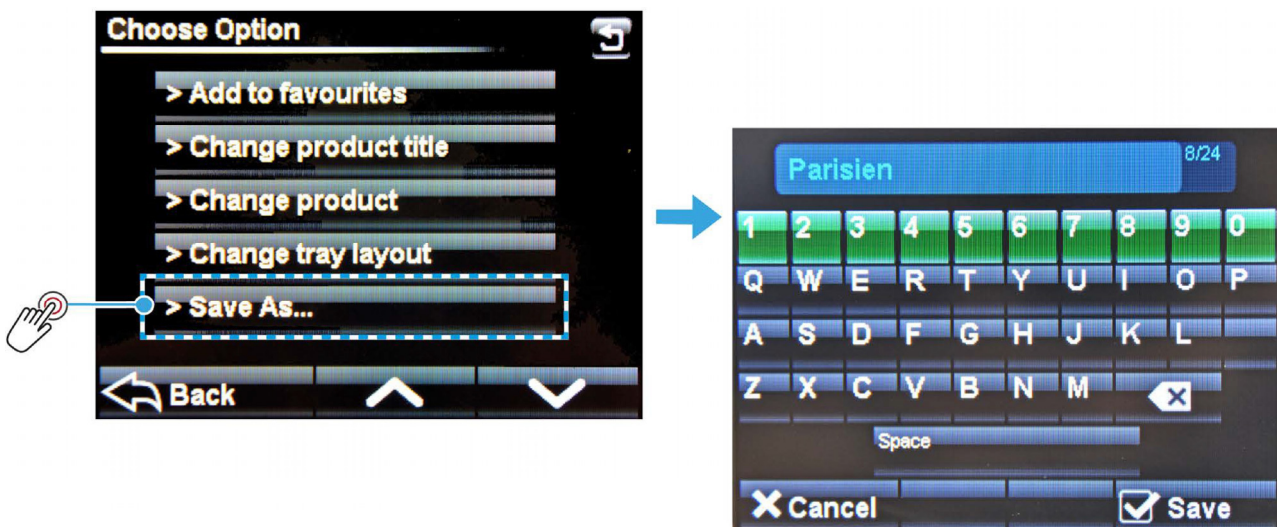 Choose Option
> Add to favourites
> Change product title
> Change product
> Change tray layout
> Save As...
Back
Parisien
8/24
1 2 3 4 5 6 7 8 9 0
Q W E R T Y U I O P
A S D F G H J K L
Z X C V B N M
Space
Cancel
Save